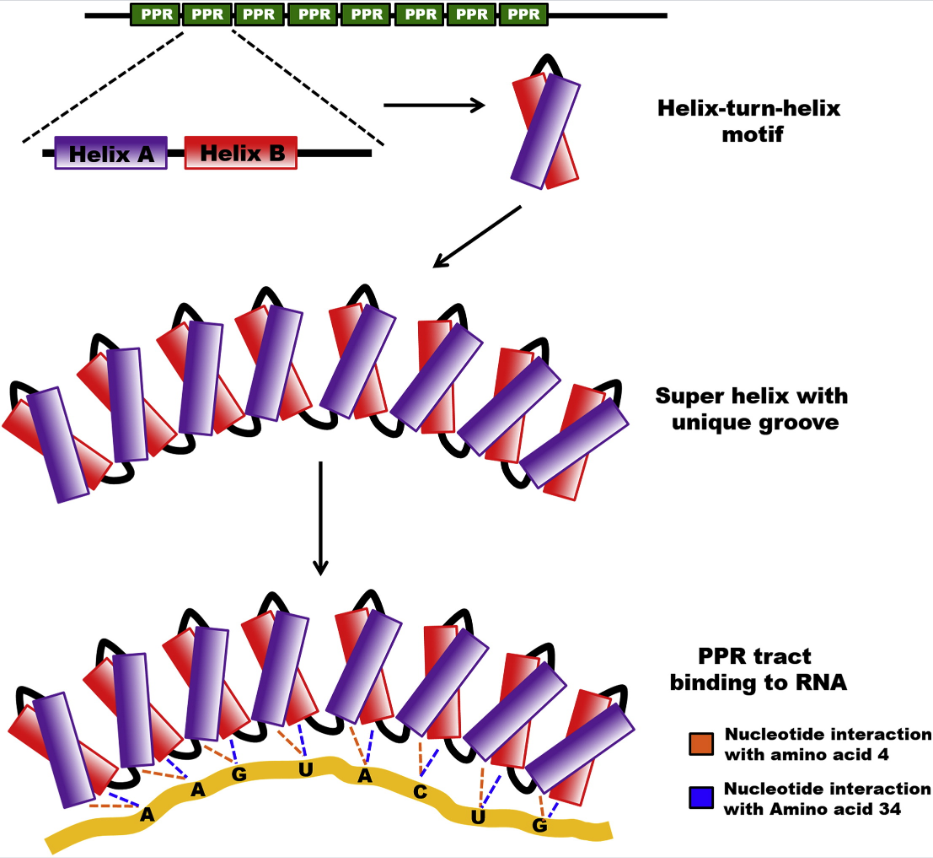 PPR PPR PPR PPR PPR PPR PPR PPR
Helix A Helix B
Helix-turn-helix
motif
Super helix with
unique groove
PPR tract
binding to RNA
Nucleotide interaction
with amino acid 4
Nucleotide interaction
with Amino acid 34
A A G U A C U G